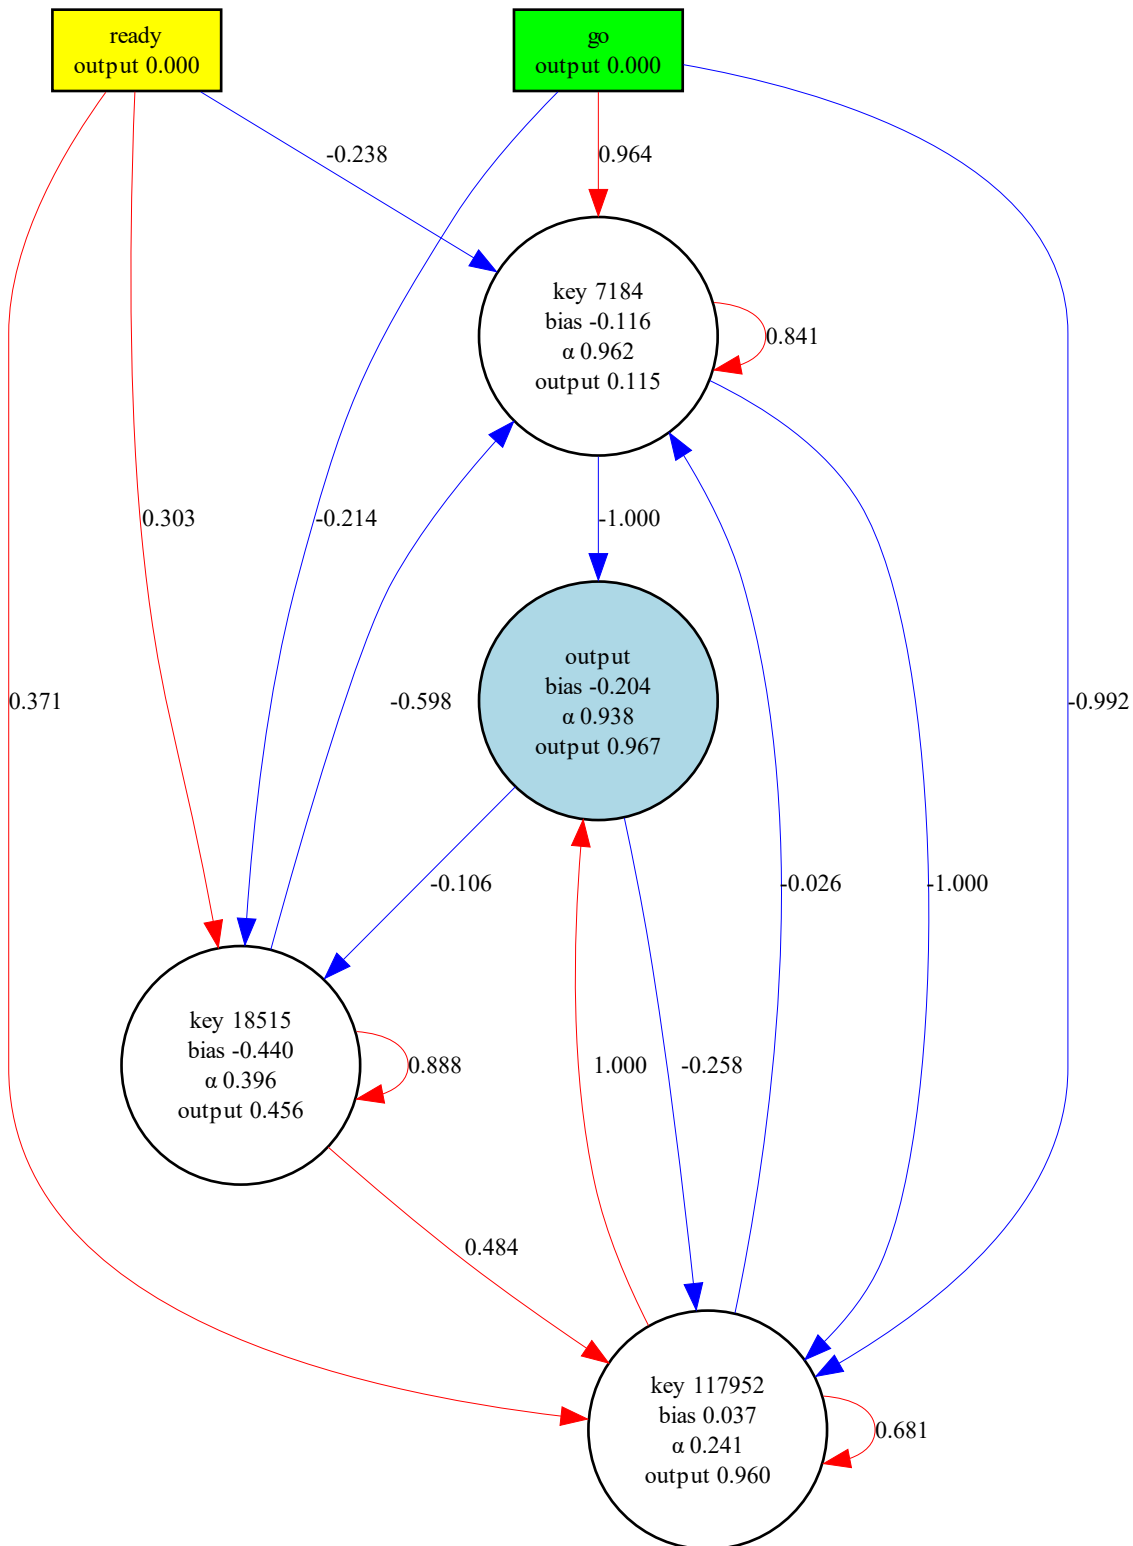 ready
output 0.000
go
output 0.000
-0.238
0.964
key 7184
bias -0.116
α 0.962
output 0.115
0.841
0.303
-0.214
-1.000
output
bias -0.204
α 0.938
output 0.967
0.371
-0.598
-0.992
-0.106
-0.026
-1.000
key 18515
bias -0.440
α 0.396
output 0.456
0.888
1.000
-0.258
0.484
key 117952
bias 0.037
α 0.241
output 0.960
0.681